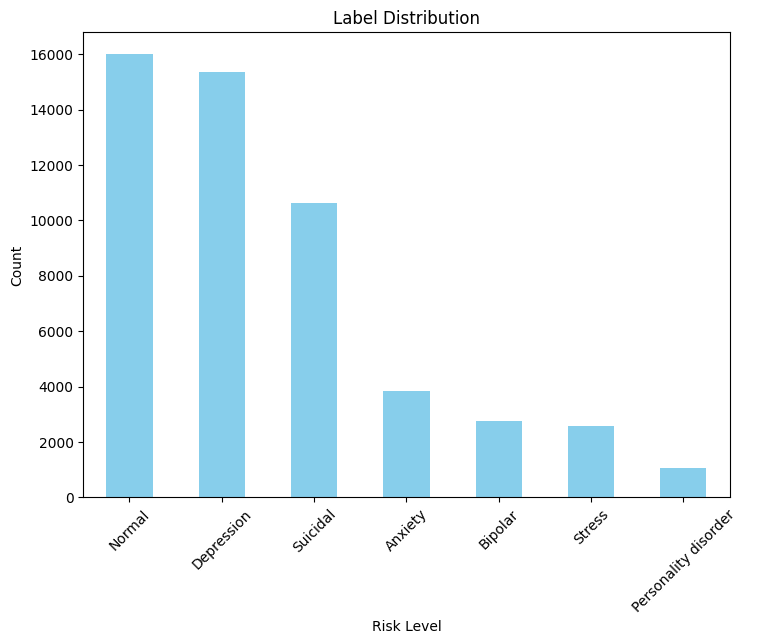 Label Distribution
16000
14000
12000
10000
8000
6000
4000
2000
0
Count
Normal
Depression
Suicidal
Anxiety
Bipolar
Stress
Personality disorder
Risk Level